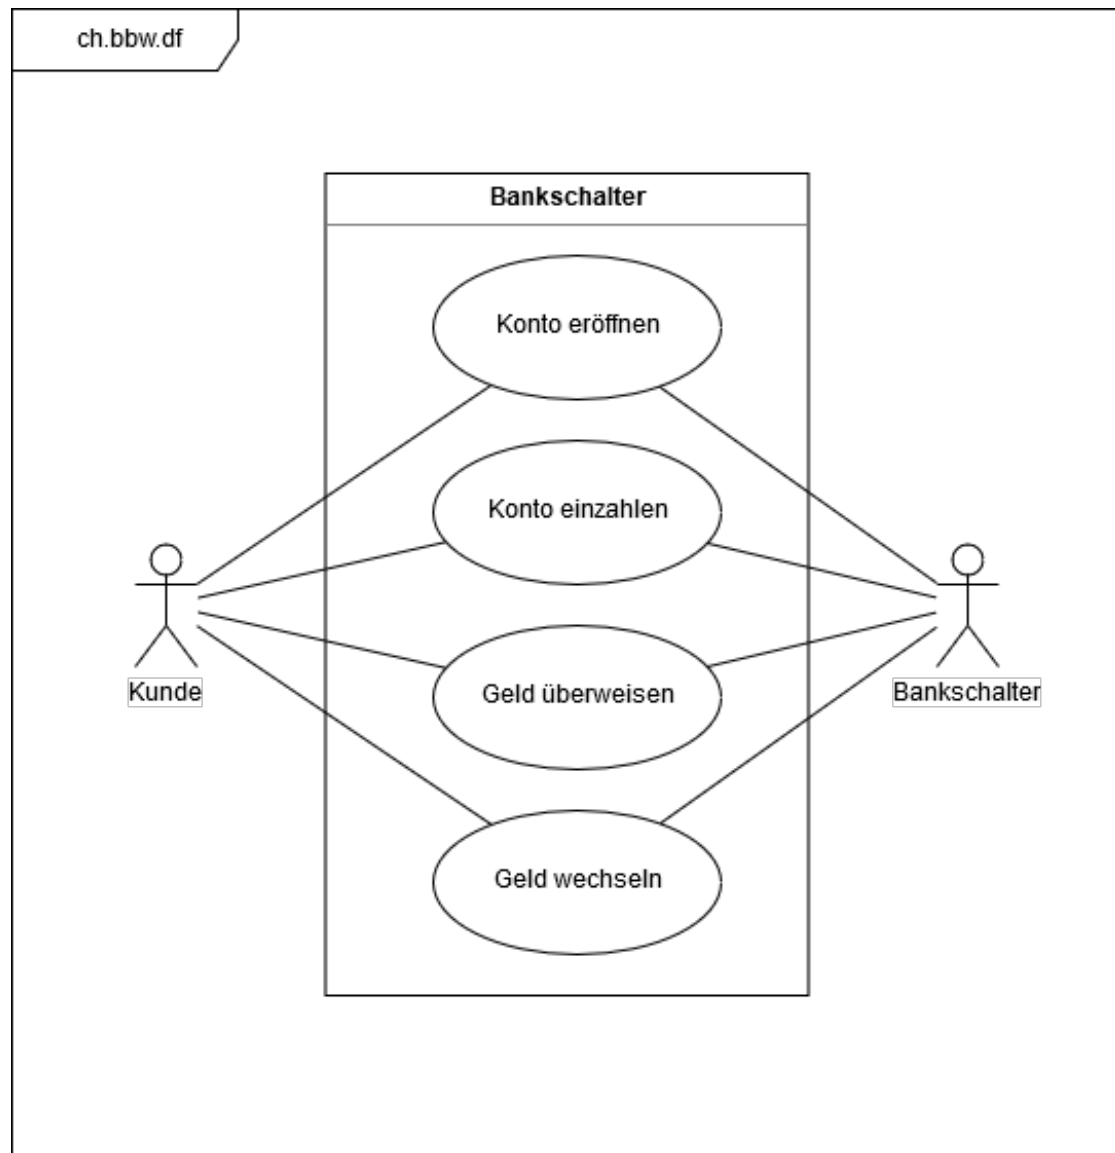 ch.bbw.df
Bankschalter
Konto eröffnen
Konto einzahlen
Geld überweisen
Kunde
Bankschalter
Geld wechseln